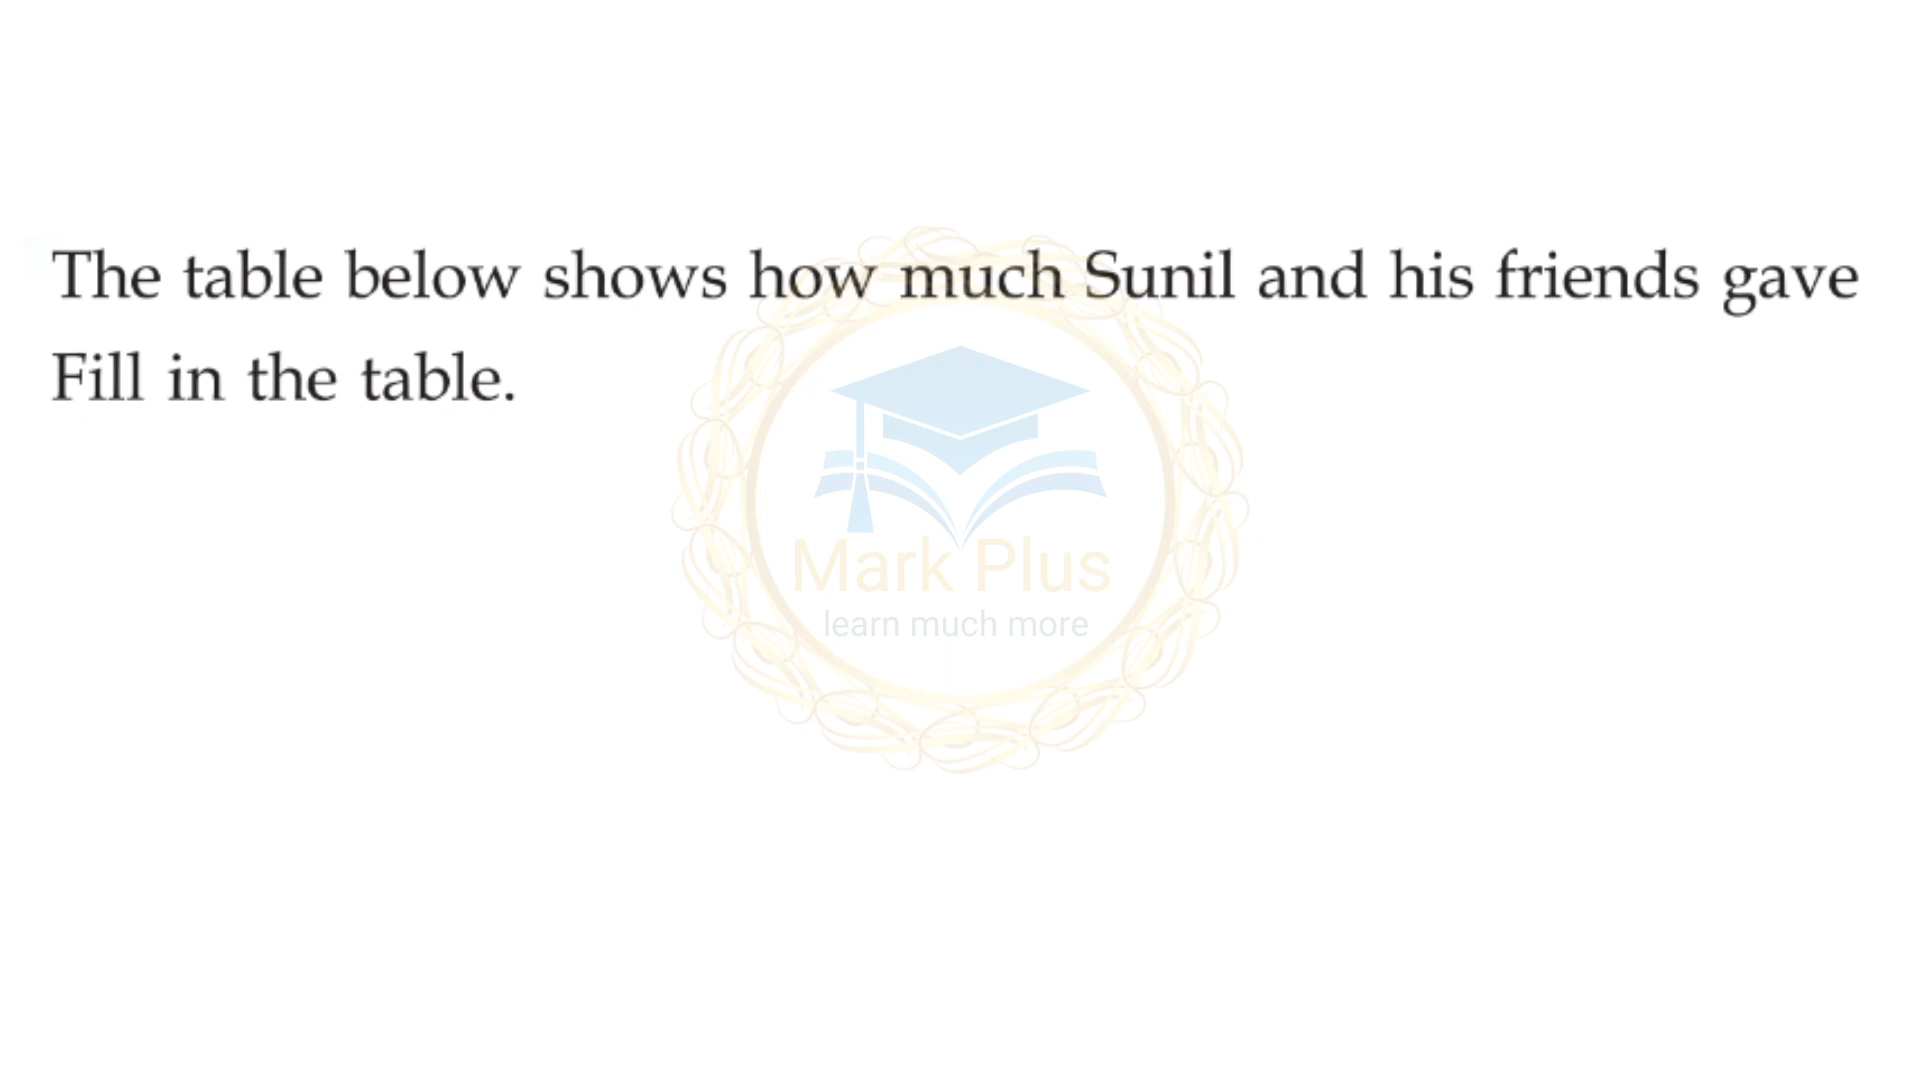 The table below shows how much Sunil and his friends gave
Fill in the table.
Mark Plus
learn much more